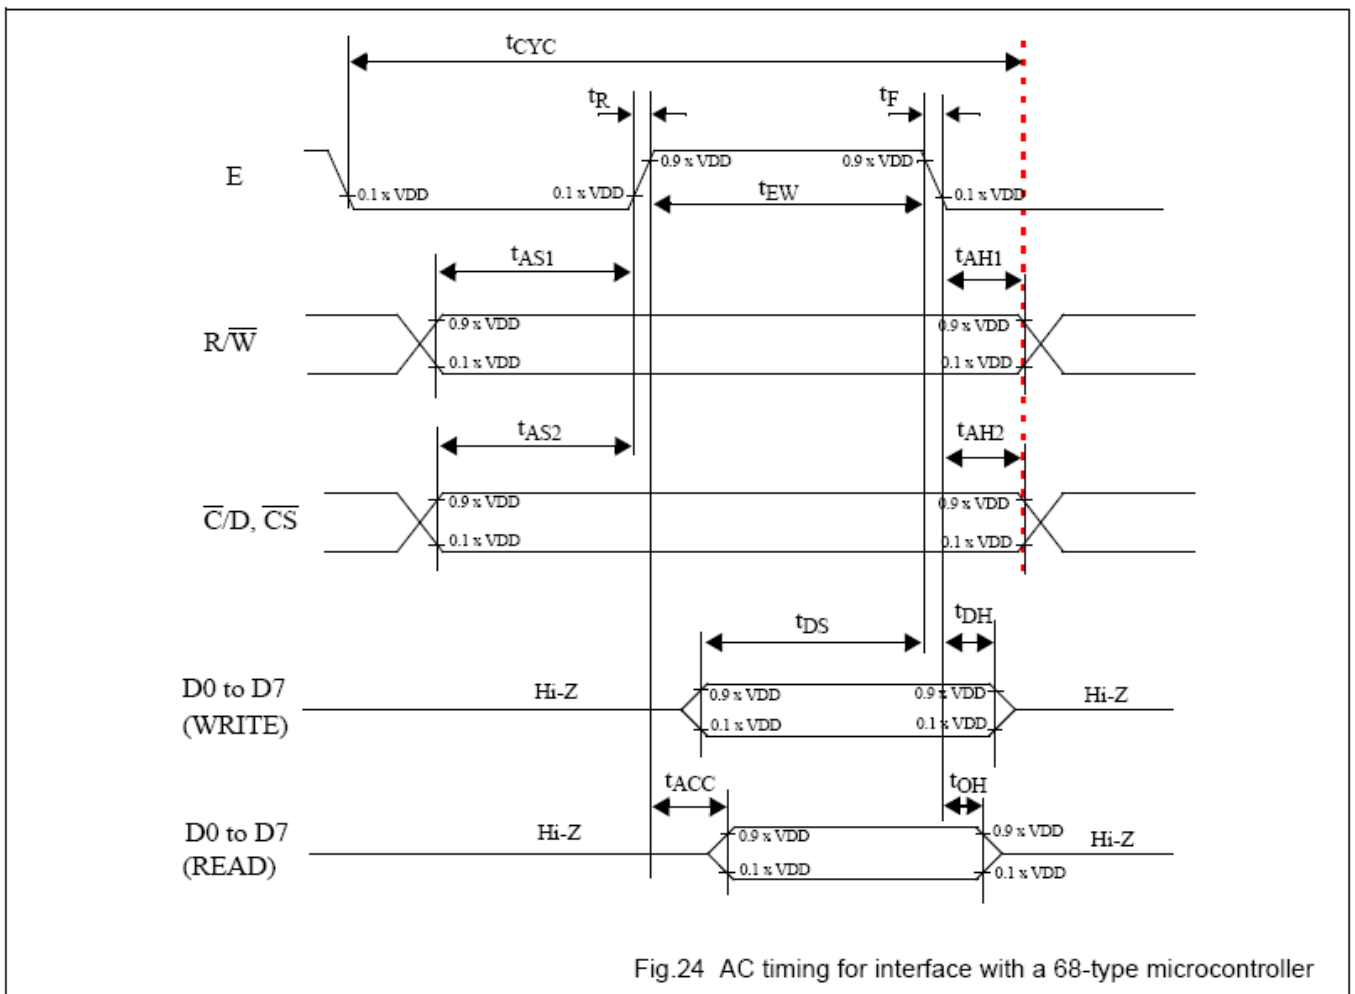 tCYC
tR tF
E
0.9 x VDD 0.9 x VDD
0.1 x VDD 0.1 x VDD 0.1 x VDD
tEW
tAS1 tAH1
R/W̅
0.9 x VDD 0.9 x VDD
0.1 x VDD 0.1 x VDD
tAS2 tAH2
C̅/D, C̅S̅
0.9 x VDD 0.9 x VDD
0.1 x VDD 0.1 x VDD
tDS tDH
D0 to D7 Hi-Z 0.9 x VDD 0.9 x VDD Hi-Z
(WRITE) 0.1 x VDD 0.1 x VDD
tACC tOH
D0 to D7 Hi-Z 0.9 x VDD 0.9 x VDD Hi-Z
(READ) 0.1 x VDD 0.1 x VDD
Fig.24 AC timing for interface with a 68-type microcontroller